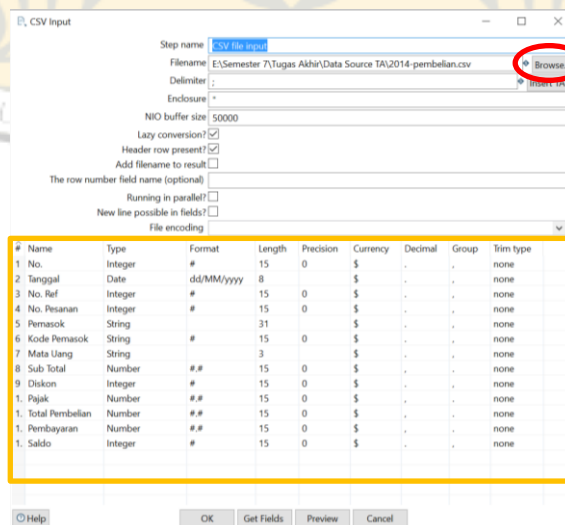 CSV Input
Step name CSV file input
Filename E:\Semester 7\Tugas Akhir\Data Source TA\2014-pembelian.csv Browse.
Delimiter ; Insert TA
Enclosure "
NIO buffer size 50000
Lazy conversion?
Header row present?
Add filename to result
The row number field name (optional)
Running in parallel?
New line possible in fields?
File encoding
# Name Type Format Length Precision Currency Decimal Group Trim type
1 No. Integer # 15 0 $ . , none
2 Tanggal Date dd/MM/yyyy 8 $ . , none
3 No. Ref Integer # 15 0 $ . , none
4 No. Pesanan Integer # 15 0 $ . , none
5 Pemasok String 31 $ . , none
6 Kode Pemasok String # 15 0 $ . , none
7 Mata Uang String 3 $ . , none
8 Sub Total Number #.# 15 0 $ . , none
9 Diskon Integer # 15 0 $ . , none
1. Pajak Number #.# 15 0 $ . , none
1. Total Pembelian Number #.# 15 0 $ . , none
1. Pembayaran Number #.# 15 0 $ . , none
1. Saldo Integer # 15 0 $ . , none
Help OK Get Fields Preview Cancel